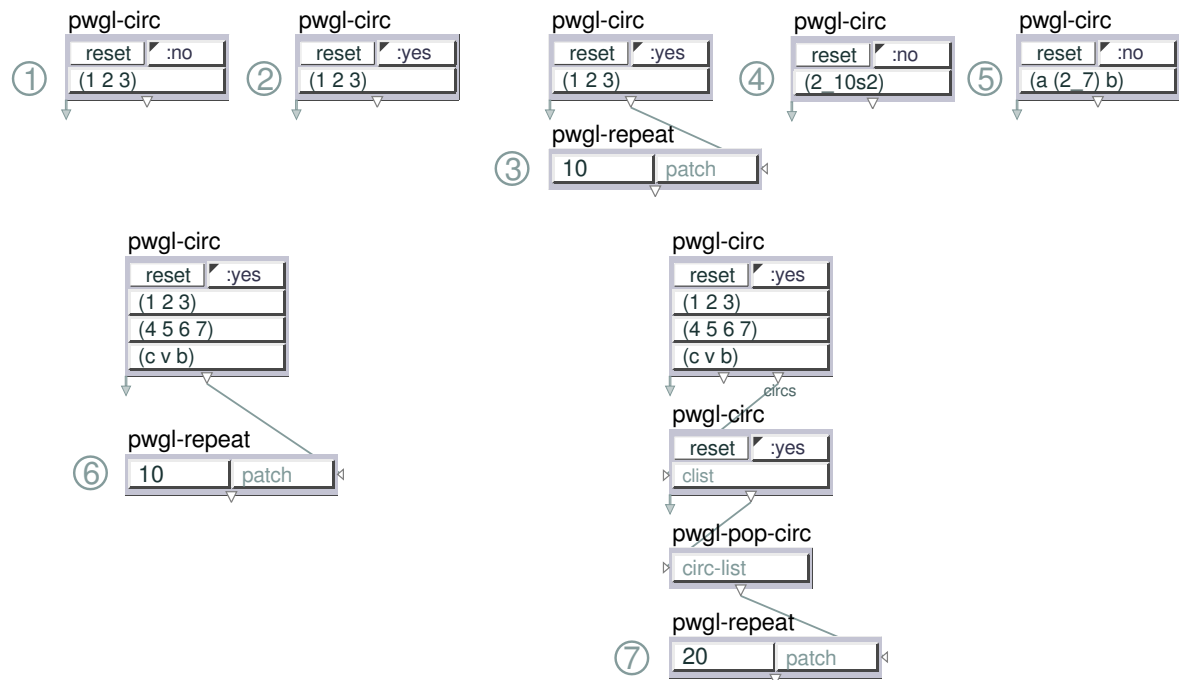 pwgl-circ
reset :no
(1 2 3)
1
pwgl-circ
reset :yes
(1 2 3)
2
pwgl-circ
reset :yes
(1 2 3)
pwgl-repeat
10 patch
3
pwgl-circ
reset :no
(2_10s2)
4
pwgl-circ
reset :no
(a (2_7) b)
5
pwgl-circ
reset :yes
(1 2 3)
(4 5 6 7)
(c v b)
pwgl-repeat
10 patch
6
pwgl-circ
reset :yes
(1 2 3)
(4 5 6 7)
(c v b)
circs
pwgl-circ
reset :yes
clist
pwgl-pop-circ
circ-list
pwgl-repeat
20 patch
7